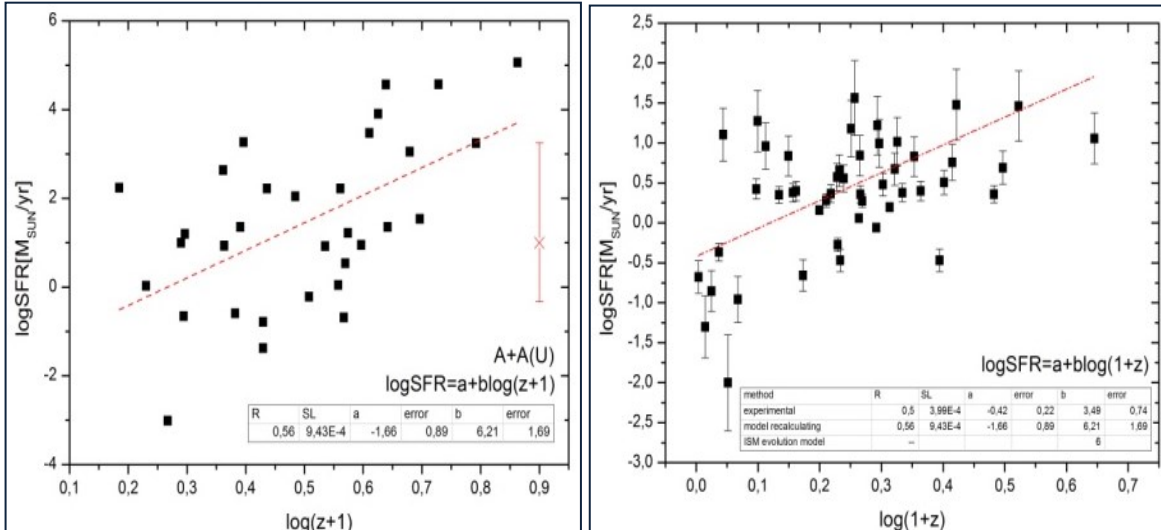 logSFR[M_SUN/yr]
6
4
2
0
-2
-4
A+A(U)
logSFR=a+blog(z+1)
R SL a error b error
0,56 9,43E-4 -1,66 0,89 6,21 1,69
0,1 0,2 0,3 0,4 0,5 0,6 0,7 0,8 0,9
log(z+1)
logSFR[M_SUN/yr]
2,5
2,0
1,5
1,0
0,5
0,0
-0,5
-1,0
-1,5
-2,0
-2,5
-3,0
logSFR=a+blog(1+z)
method R SL a error b error
experimental 0,5 3,99E-4 -0,42 0,22 3,49 0,74
model recalculating 0,56 9,43E-4 -1,66 0,89 6,21 1,69
ISM evolution model -- 6
0,0 0,1 0,2 0,3 0,4 0,5 0,6 0,7
log(1+z)